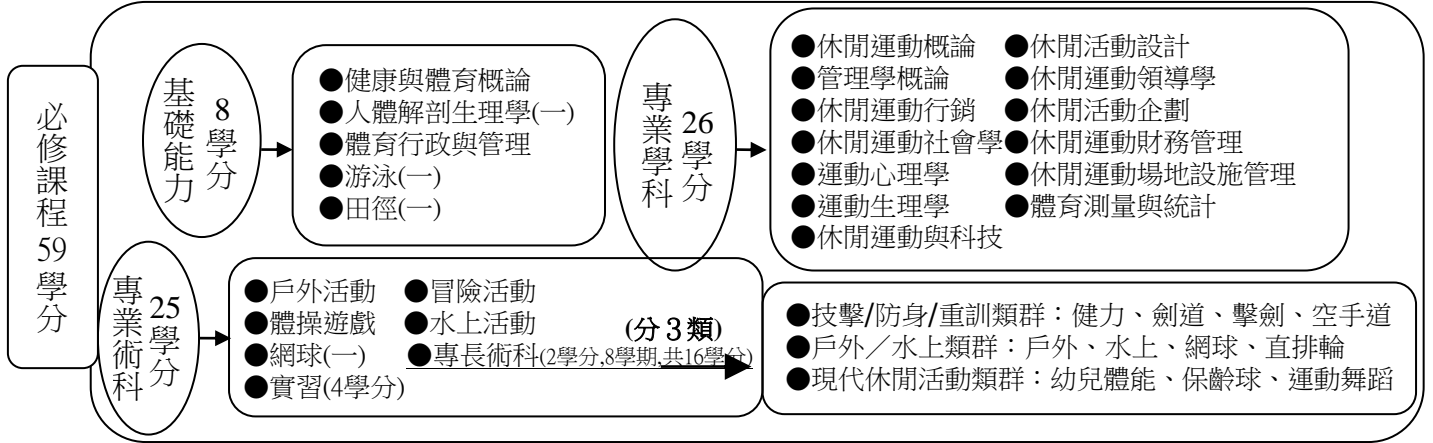 必修課程59學分
基礎能力
8學分
●健康與體育概論
●人體解剖生理學(一)
●體育行政與管理
●游泳(一)
●田徑(一)
專業學科
26學分
●休閒運動概論 ●休閒活動設計
●管理學概論 ●休閒運動領導學
●休閒運動行銷 ●休閒活動企劃
●休閒運動社會學●休閒運動財務管理
●運動心理學 ●休閒運動場地設施管理
●運動生理學 ●體育測量與統計
●休閒運動與科技
專業術科
25學分
●戶外活動 ●冒險活動
●體操遊戲 ●水上活動
●網球(一) ●專長術科(2學分,8學期,共16學分)
●實習(4學分)
(分3類)
●技擊/防身/重訓類群：健力、劍道、擊劍、空手道
●戶外／水上類群：戶外、水上、網球、直排輪
●現代休閒活動類群：幼兒體能、保齡球、運動舞蹈